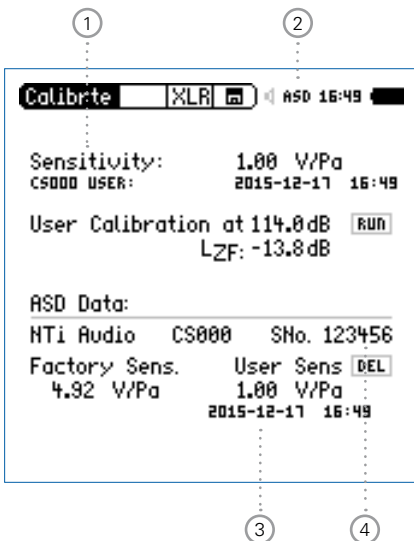 1 2
Calibrte XLR ASD 16:49
Sensitivity: 1.00 V/Pa
CS000 USER: 2015-12-17 16:49
User Calibration at 114.0dB RUN
LZF: -13.8dB
ASD Data:
NTi Audio CS000 SNo. 123456
Factory Sens. User Sens DEL
4.92 V/Pa 1.00 V/Pa
2015-12-17 16:49
3 4